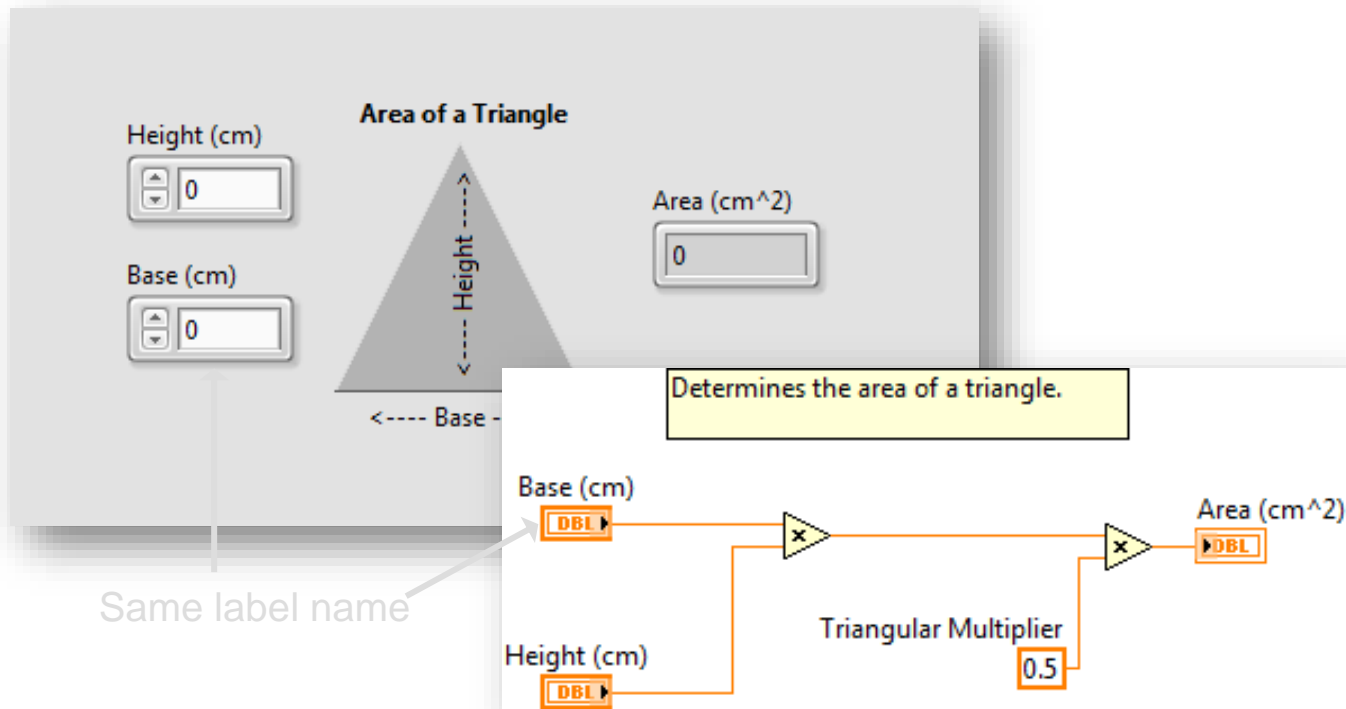 Area of a Triangle
Height (cm)
0
Area (cm^2)
0
<---- Height ---->
Base (cm)
0
<---- Base -
Same label name
Determines the area of a triangle.
Base (cm)
DBL
Area (cm^2)
DBL
x
x
Triangular Multiplier
0.5
Height (cm)
DBL